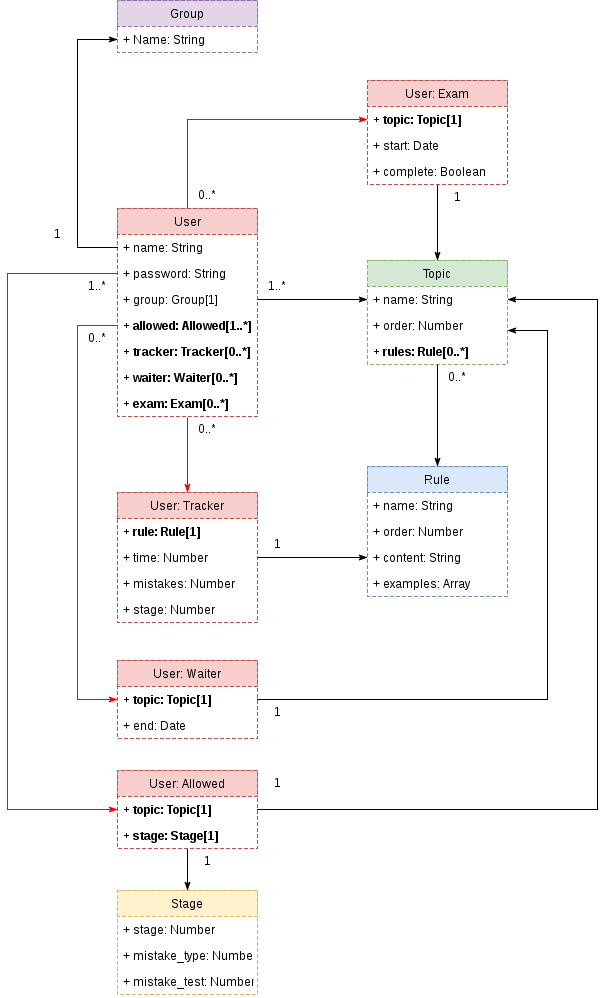 Group
+ Name: String
User: Exam
+ topic: Topic[1]
+ start: Date
+ complete: Boolean
0..*
1
User
+ name: String
+ password: String
+ group: Group[1]
+ allowed: Allowed[1..*]
+ tracker: Tracker[0..*]
+ waiter: Waiter[0..*]
+ exam: Exam[0..*]
1
1..*
0..*
1..*
Topic
+ name: String
+ order: Number
+ rules: Rule[0..*]
0..*
0..*
User: Tracker
+ rule: Rule[1]
+ time: Number
+ mistakes: Number
+ stage: Number
1
Rule
+ name: String
+ order: Number
+ content: String
+ examples: Array
User: Waiter
+ topic: Topic[1]
+ end: Date
1
User: Allowed
+ topic: Topic[1]
+ stage: Stage[1]
1
1
Stage
+ stage: Number
+ mistake_type: Numbe
+ mistake_test: Number